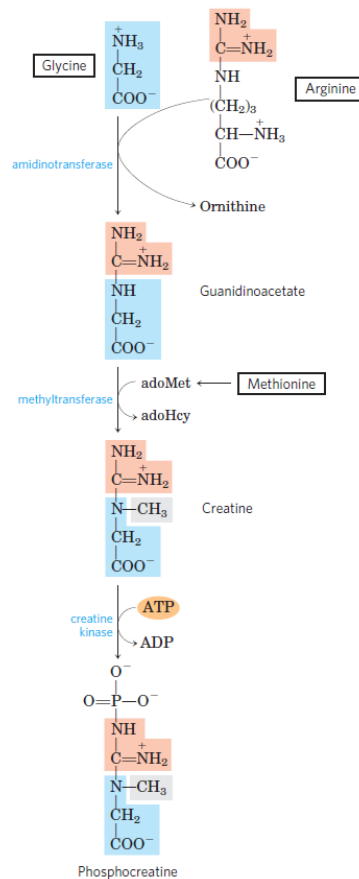 +
NH3
Glycine
CH2
COO−
NH2
+
C=NH2
NH
Arginine
(CH2)3
+
CH—NH3
COO−
amidinotransferase
Ornithine
NH2
+
C=NH2
NH
Guanidinoacetate
CH2
COO−
adoMet
Methionine
methyltransferase
adoHcy
NH2
+
C=NH2
N—CH3
Creatine
CH2
COO−
ATP
creatine
kinase
ADP
O−
O=P—O−
NH
+
C=NH2
N—CH3
CH2
COO−
Phosphocreatine